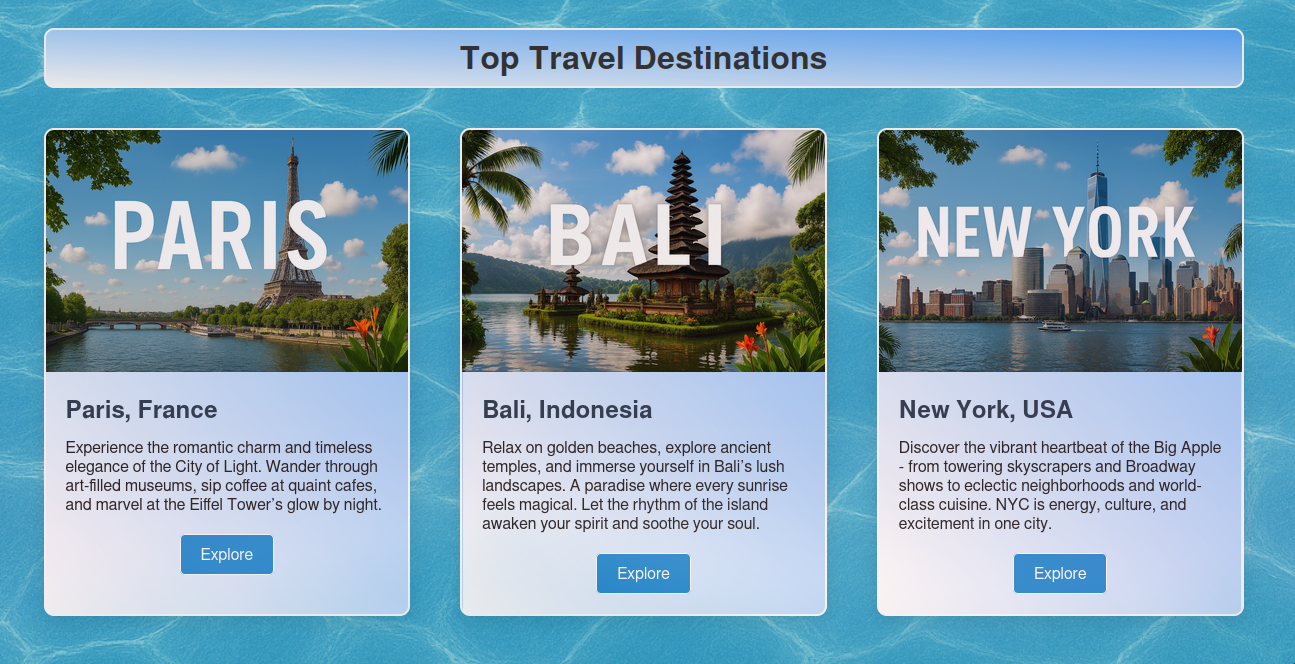 Top Travel Destinations
PARIS
BALI
NEW YORK
Paris, France
Experience the romantic charm and timeless
elegance of the City of Light. Wander through
art-filled museums, sip coffee at quaint cafes,
and marvel at the Eiffel Tower's glow by night.
Explore
Bali, Indonesia
Relax on golden beaches, explore ancient
temples, and immerse yourself in Bali's lush
landscapes. A paradise where every sunrise
feels magical. Let the rhythm of the island
awaken your spirit and soothe your soul.
Explore
New York, USA
Discover the vibrant heartbeat of the Big Apple
- from towering skyscrapers and Broadway
shows to eclectic neighborhoods and world-
class cuisine. NYC is energy, culture, and
excitement in one city.
Explore